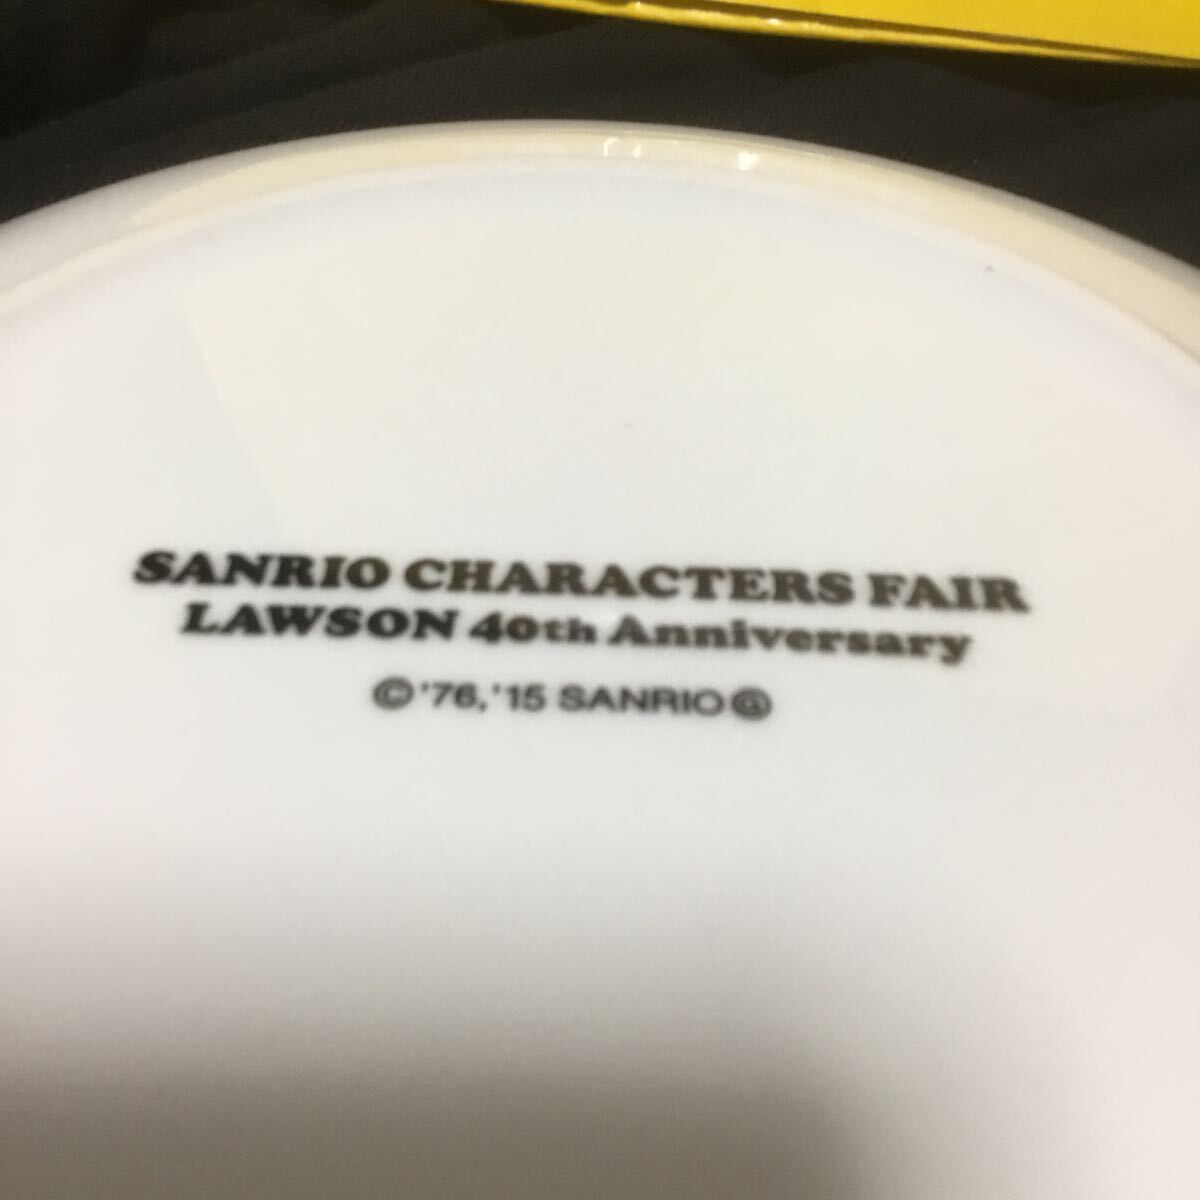 SANRIO CHARACTERS FAIR
LAWSON 40th Anniversary
©'76,'15 SANRIO Ⓖ